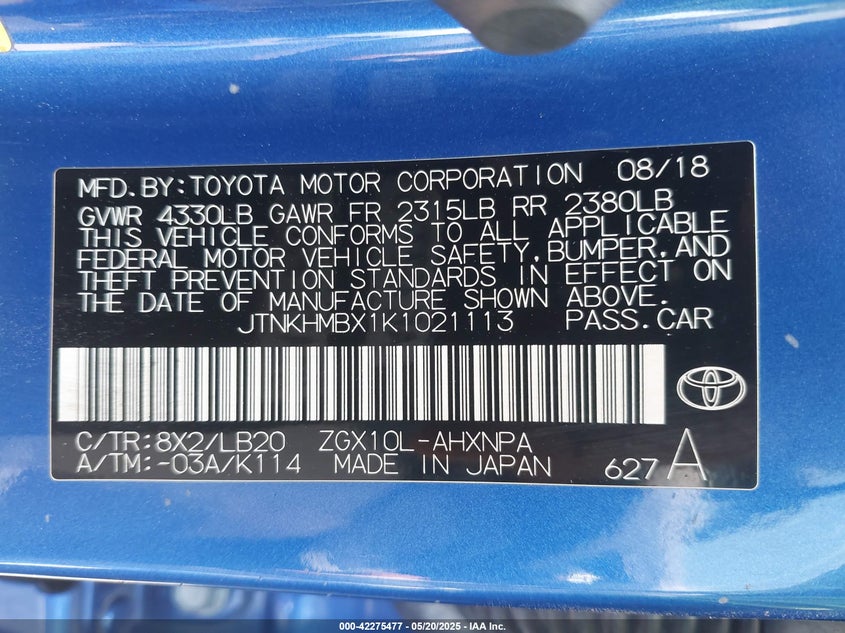 MFD.BY:TOYOTA MOTOR CORPORATION 08/18
GVWR 4330LB GAWR FR 2315LB RR 2380LB
THIS VEHICLE CONFORMS TO ALL APPLICABLE
FEDERAL MOTOR VEHICLE SAFETY,BUMPER,AND
THEFT PREVENTION STANDARDS IN EFFECT ON
THE DATE OF MANUFACTURE SHOWN ABOVE.
JTNKHMBX1K1021113 PASS.CAR
C/TR:8X2/LB20 ZGX10L-AHXNPA
A/TM:-03A/K114 MADE IN JAPAN 627A
000-42275477 - 05/20/2025 - IAA Inc.